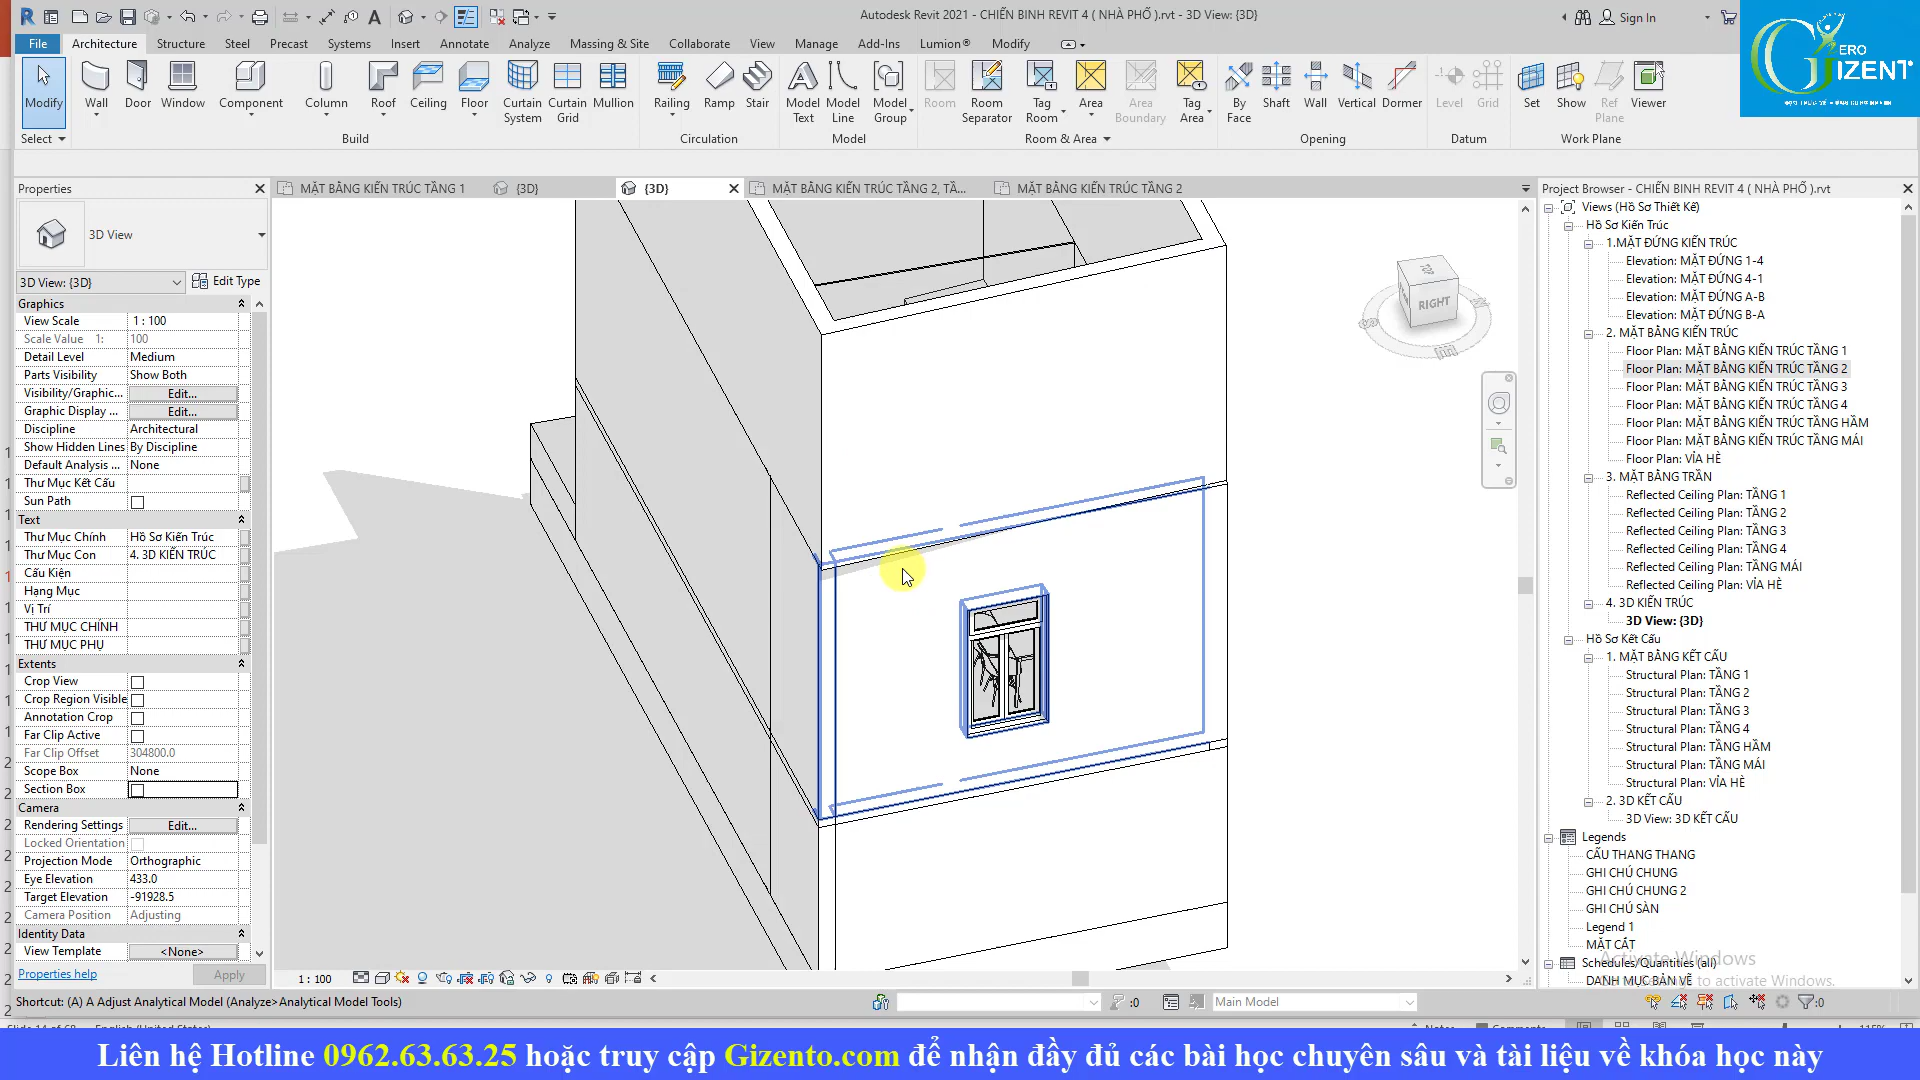 Autodesk Revit 2021 - CHIẾN BINH REVIT 4 ( NHÀ PHỐ ).rvt - 3D View: {3D}
Sign In
File Architecture Structure Steel Precast Systems Insert Annotate Analyze Massing & Site Collaborate View Manage Add-Ins Lumion® Modify
ERO
GIZENT
Modify Wall Door Window Component Column Roof Ceiling Floor Curtain System Curtain Grid Mullion Railing Ramp Stair Model Text Model Line Model Group Room Room Separator Tag Room Area Area Boundary Tag Area By Face Shaft Wall Vertical Dormer Level Grid Set Show Ref Plane Viewer
Select Build Circulation Model Room & Area Opening Datum Work Plane
Properties
MẶT BẰNG KIẾN TRÚC TẦNG 1
{3D}
{3D}
MẶT BẰNG KIẾN TRÚC TẦNG 2, TẦ...
MẶT BẰNG KIẾN TRÚC TẦNG 2
Project Browser - CHIẾN BINH REVIT 4 ( NHÀ PHỐ ).rvt
3D View
3D View: {3D} Edit Type
Graphics
View Scale 1 : 100
Scale Value 1: 100
Detail Level Medium
Parts Visibility Show Both
Visibility/Graphic... Edit...
Graphic Display ... Edit...
Discipline Architectural
Show Hidden Lines By Discipline
Default Analysis ... None
Thư Mục Kết Cấu
Sun Path
Text
Thư Mục Chính Hồ Sơ Kiến Trúc
Thư Mục Con 4. 3D KIẾN TRÚC
Cấu Kiện
Hạng Mục
Vị Trí
THƯ MỤC CHÍNH
THƯ MỤC PHỤ
Extents
Crop View
Crop Region Visible
Annotation Crop
Far Clip Active
Far Clip Offset 304800.0
Scope Box None
Section Box
Camera
Rendering Settings Edit...
Locked Orientation
Projection Mode Orthographic
Eye Elevation 433.0
Target Elevation -91928.5
Camera Position Adjusting
Identity Data
View Template <None>
Properties help Apply
TOP
RIGHT
1 : 100
Views (Hồ Sơ Thiết Kế)
Hồ Sơ Kiến Trúc
1.MẶT ĐỨNG KIẾN TRÚC
Elevation: MẶT ĐỨNG 1-4
Elevation: MẶT ĐỨNG 4-1
Elevation: MẶT ĐỨNG A-B
Elevation: MẶT ĐỨNG B-A
2. MẶT BẰNG KIẾN TRÚC
Floor Plan: MẶT BẰNG KIẾN TRÚC TẦNG 1
Floor Plan: MẶT BẰNG KIẾN TRÚC TẦNG 2
Floor Plan: MẶT BẰNG KIẾN TRÚC TẦNG 3
Floor Plan: MẶT BẰNG KIẾN TRÚC TẦNG 4
Floor Plan: MẶT BẰNG KIẾN TRÚC TẦNG HẦM
Floor Plan: MẶT BẰNG KIẾN TRÚC TẦNG MÁI
Floor Plan: VỈA HÈ
3. MẶT BẰNG TRẦN
Reflected Ceiling Plan: TẦNG 1
Reflected Ceiling Plan: TẦNG 2
Reflected Ceiling Plan: TẦNG 3
Reflected Ceiling Plan: TẦNG 4
Reflected Ceiling Plan: TẦNG MÁI
Reflected Ceiling Plan: VỈA HÈ
4. 3D KIẾN TRÚC
3D View: {3D}
Hồ Sơ Kết Cấu
1. MẶT BẰNG KẾT CẤU
Structural Plan: TẦNG 1
Structural Plan: TẦNG 2
Structural Plan: TẦNG 3
Structural Plan: TẦNG 4
Structural Plan: TẦNG HẦM
Structural Plan: TẦNG MÁI
Structural Plan: VỈA HÈ
2. 3D KẾT CẤU
3D View: 3D KẾT CẤU
Legends
CẦU THANG THANG
GHI CHÚ CHUNG
GHI CHÚ CHUNG 2
GHI CHÚ SÀN
Legend 1
MẶT CẮT
Schedules/Quantities (all)
DANH MỤC BẢN VẼ
Activate Windows
to activate Windows.
Shortcut: (A) A Adjust Analytical Model (Analyze>Analytical Model Tools)
:0
Main Model
:0
Liên hệ Hotline 0962.63.63.25 hoặc truy cập Gizento.com để nhận đầy đủ các bài học chuyên sâu và tài liệu về khóa học này